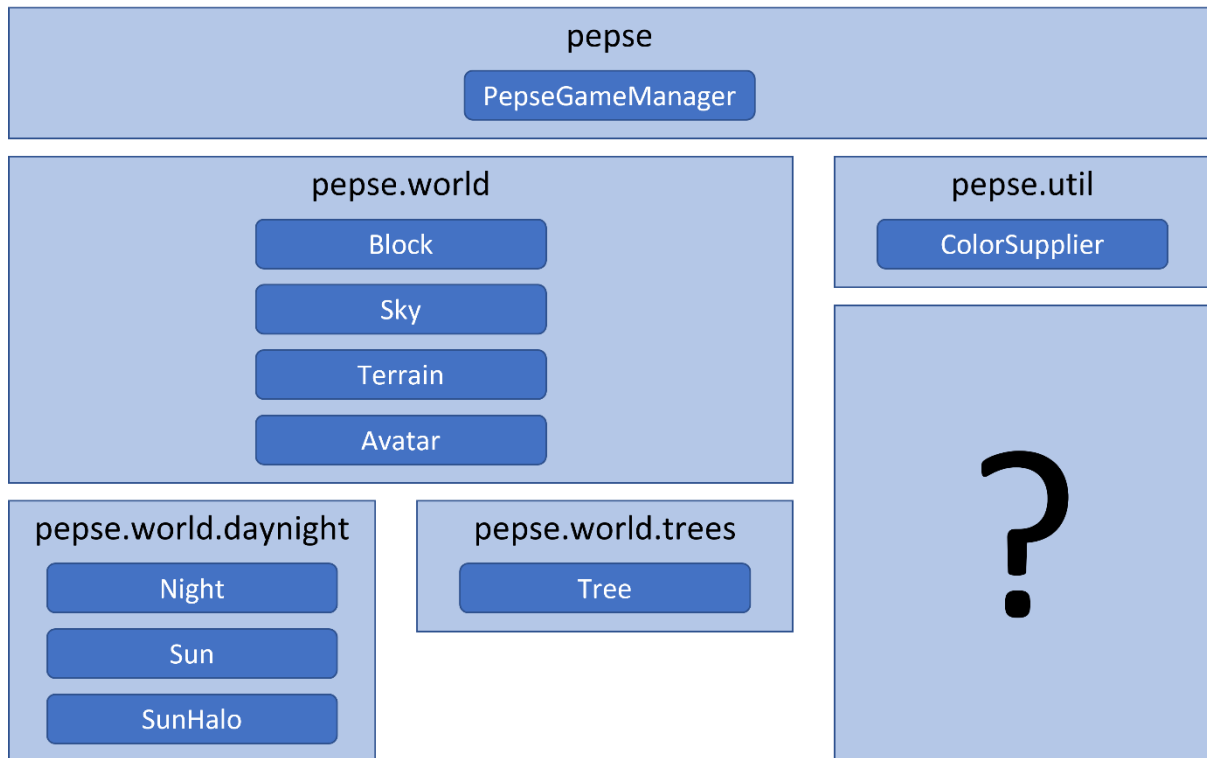 pepse
PepseGameManager
pepse.world
Block
Sky
Terrain
Avatar
pepse.util
ColorSupplier
pepse.world.daynight
Night
Sun
SunHalo
pepse.world.trees
Tree
?